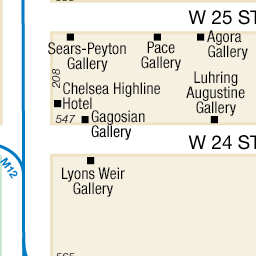 W 25 ST
Sears-Peyton
Gallery
Pace
Gallery
Agora
Gallery
208
Chelsea Highline
Hotel
Luhring
Augustine
Gallery
547
Gagosian
Gallery
W 24 ST
M12
Lyons Weir
Gallery